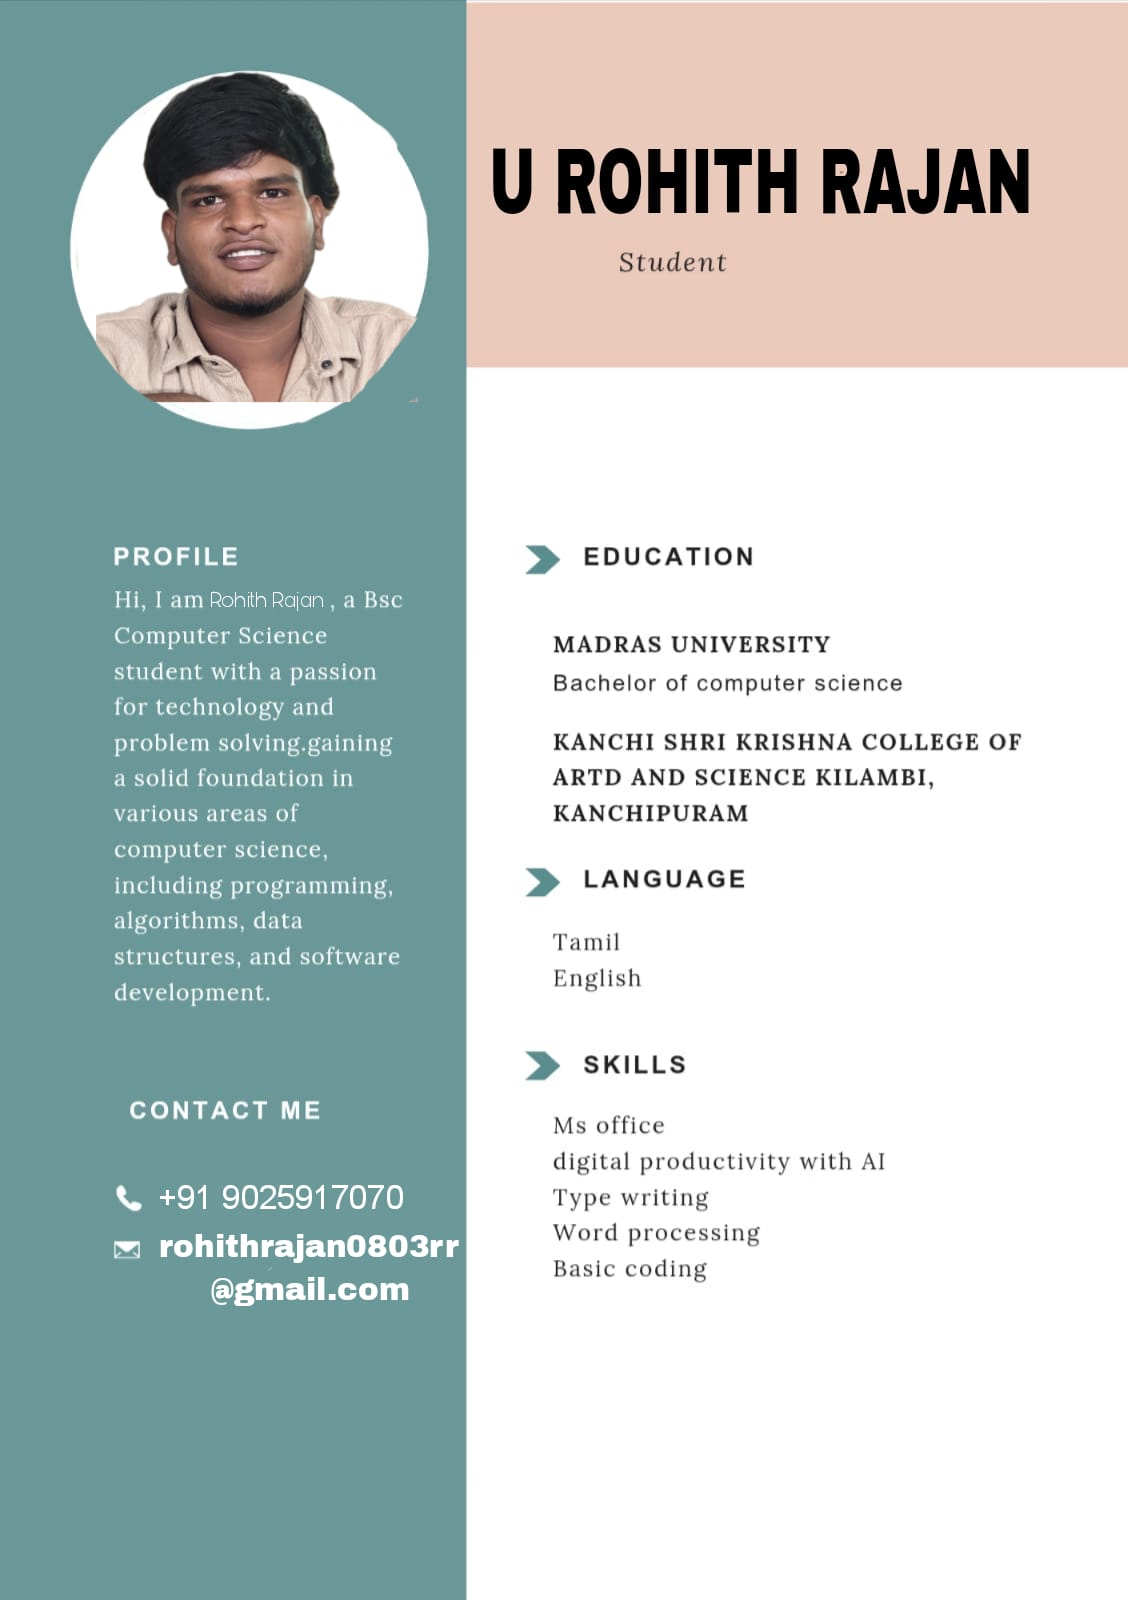 U ROHITH RAJAN
Student
PROFILE
Hi, I am Rohith Rajan , a Bsc
Computer Science
student with a passion
for technology and
problem solving.gaining
a solid foundation in
various areas of
computer science,
including programming,
algorithms, data
structures, and software
development.
CONTACT ME
+91 9025917070
rohithrajan0803rr
@gmail.com
EDUCATION
MADRAS UNIVERSITY
Bachelor of computer science
KANCHI SHRI KRISHNA COLLEGE OF
ARTD AND SCIENCE KILAMBI,
KANCHIPURAM
LANGUAGE
Tamil
English
SKILLS
Ms office
digital productivity with AI
Type writing
Word processing
Basic coding